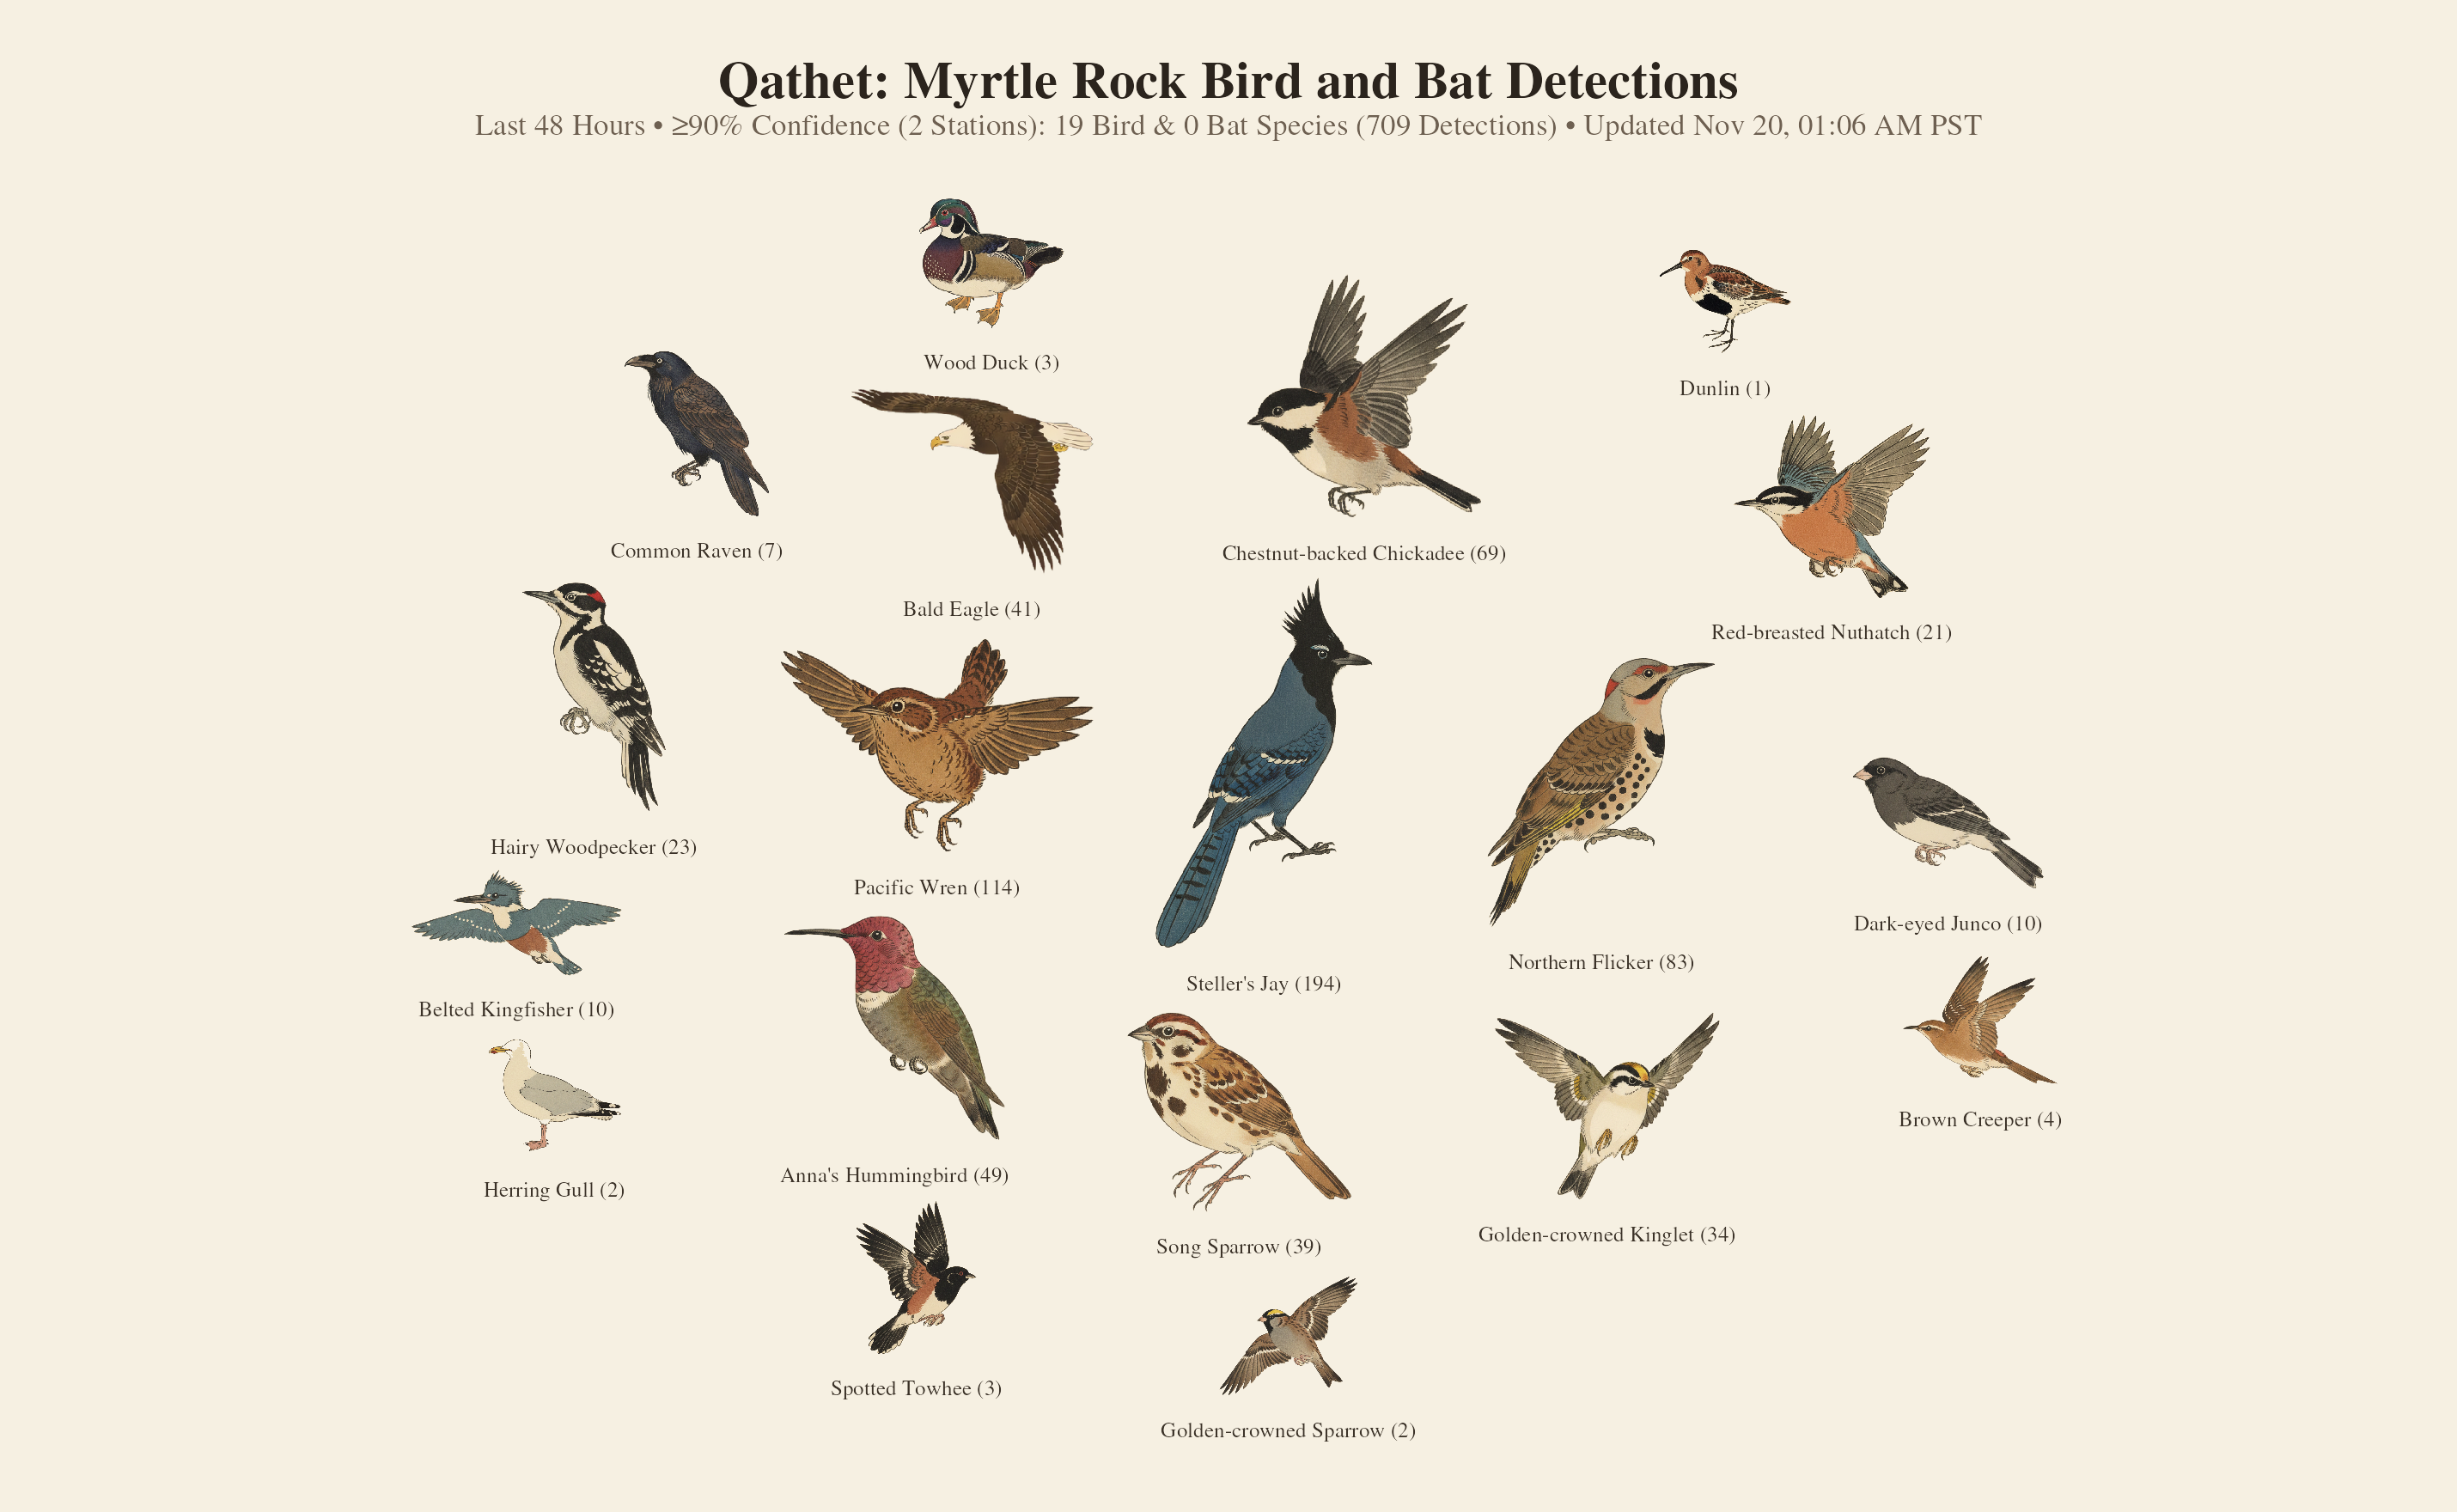 Qathet: Myrtle Rock Bird and Bat Detections
Last 48 Hours • ≥90% Confidence (2 Stations): 19 Bird & 0 Bat Species (709 Detections) • Updated Nov 20, 01:06 AM PST
Wood Duck (3)
Dunlin (1)
Common Raven (7)
Chestnut-backed Chickadee (69)
Bald Eagle (41)
Red-breasted Nuthatch (21)
Hairy Woodpecker (23)
Pacific Wren (114)
Dark-eyed Junco (10)
Northern Flicker (83)
Steller's Jay (194)
Belted Kingfisher (10)
Brown Creeper (4)
Anna's Hummingbird (49)
Herring Gull (2)
Golden-crowned Kinglet (34)
Song Sparrow (39)
Spotted Towhee (3)
Golden-crowned Sparrow (2)